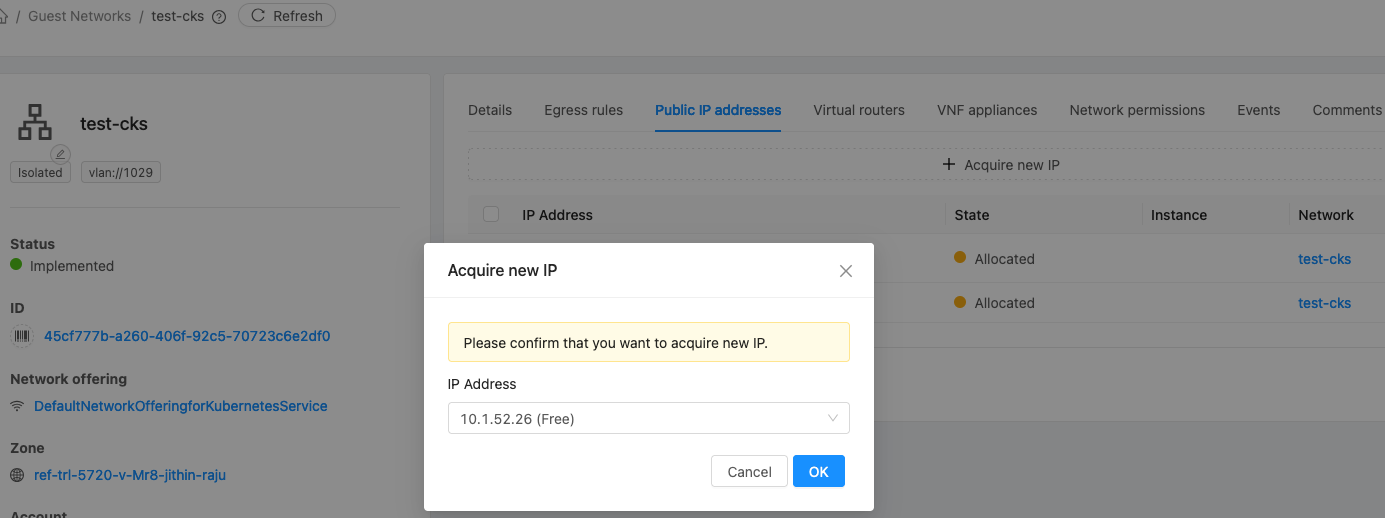 / Guest Networks / test-cks Refresh
test-cks
Isolated vlan://1029
Status
Implemented
ID
45cf777b-a260-406f-92c5-70723c6e2df0
Network offering
DefaultNetworkOfferingforKubernetesService
Zone
ref-trl-5720-v-Mr8-jithin-raju
Account
Details Egress rules Public IP addresses Virtual routers VNF appliances Network permissions Events Comments
+ Acquire new IP
IP Address State Instance Network
Allocated test-cks
Allocated test-cks
Acquire new IP
Please confirm that you want to acquire new IP.
IP Address
10.1.52.26 (Free)
Cancel OK